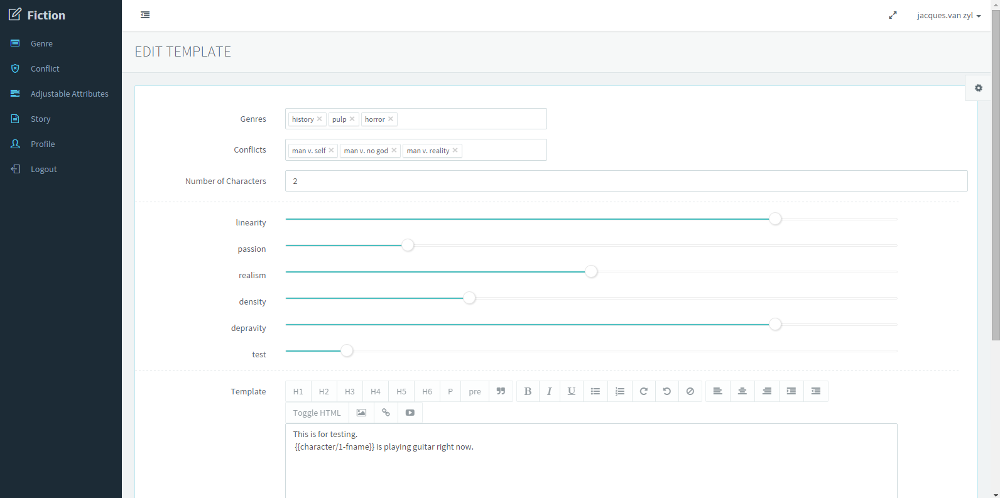 Fiction
jacques.van zyl
Genre
Conflict
Adjustable Attributes
Story
Profile
Logout
EDIT TEMPLATE
Genres history × pulp × horror ×
Conflicts man v. self × man v. no god × man v. reality ×
Number of Characters 2
linearity
passion
realism
density
depravity
test
Template H1 H2 H3 H4 H5 H6 P pre B I U
Toggle HTML
This is for testing.
{{character/1-fname}} is playing guitar right now.